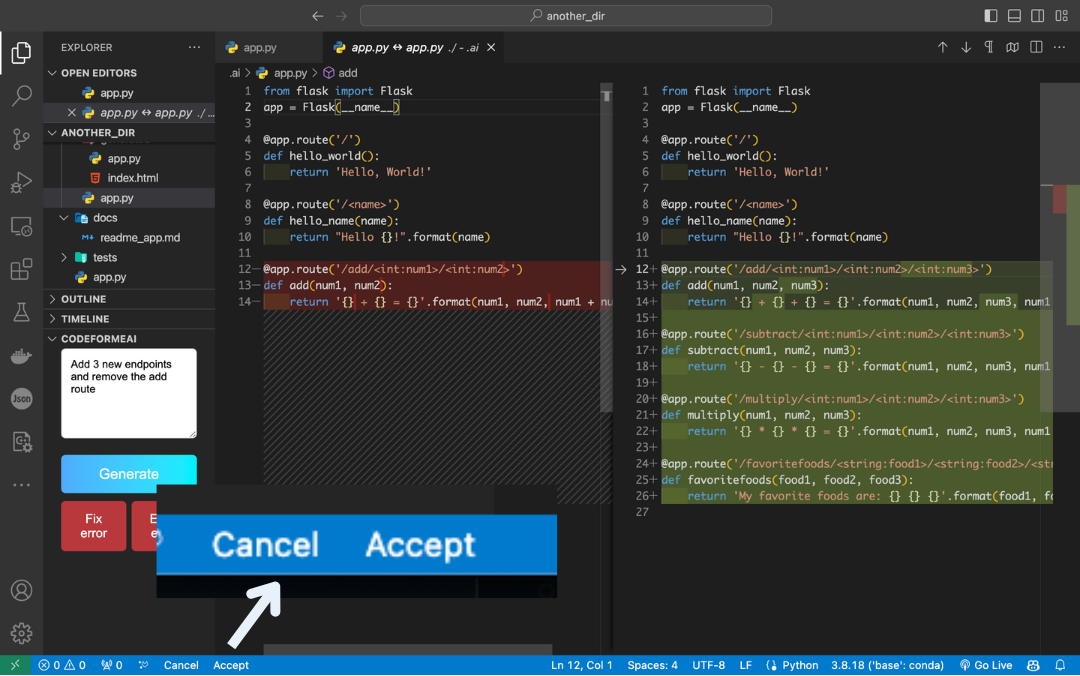 another_dir
EXPLORER
OPEN EDITORS
app.py
app.py ↔ app.py ./ ...
ANOTHER_DIR
app.py
index.html
app.py
docs
readme_app.md
tests
app.py
OUTLINE
TIMELINE
CODEFORMEAI
Add 3 new endpoints
and remove the add
route
Generate
Fix
error
app.py
app.py ↔ app.py ./ - .ai
.ai > app.py > add
1 from flask import Flask
2 app = Flask(__name__)
3
4 @app.route('/')
5 def hello_world():
6 return 'Hello, World!'
7
8 @app.route('/<name>')
9 def hello_name(name):
10 return "Hello {}!".format(name)
11
12− @app.route('/add/<int:num1>/<int:num2>')
13− def add(num1, num2):
14− return '{} + {} = {}'.format(num1, num2, num1 + nu
1 from flask import Flask
2 app = Flask(__name__)
3
4 @app.route('/')
5 def hello_world():
6 return 'Hello, World!'
7
8 @app.route('/<name>')
9 def hello_name(name):
10 return "Hello {}!".format(name)
11
12+ @app.route('/add/<int:num1>/<int:num2>/<int:num3>')
13+ def add(num1, num2, num3):
14+ return '{} + {} + {} = {}'.format(num1, num2, num3, num1
15+
16+ @app.route('/subtract/<int:num1>/<int:num2>/<int:num3>')
17+ def subtract(num1, num2, num3):
18+ return '{} - {} - {} = {}'.format(num1, num2, num3, num1
19+
20+ @app.route('/multiply/<int:num1>/<int:num2>/<int:num3>')
21+ def multiply(num1, num2, num3):
22+ return '{} * {} * {} = {}'.format(num1, num2, num3, num1
23+
24+ @app.route('/favoritefoods/<string:food1>/<string:food2>/<st
25+ def favoritefoods(food1, food2, food3):
26+ return 'My favorite foods are: {} {} {}'.format(food1, fo
27
Cancel Accept
Json
0 0 0 Cancel Accept Ln 12, Col 1 Spaces: 4 UTF-8 LF Python 3.8.18 ('base': conda) Go Live